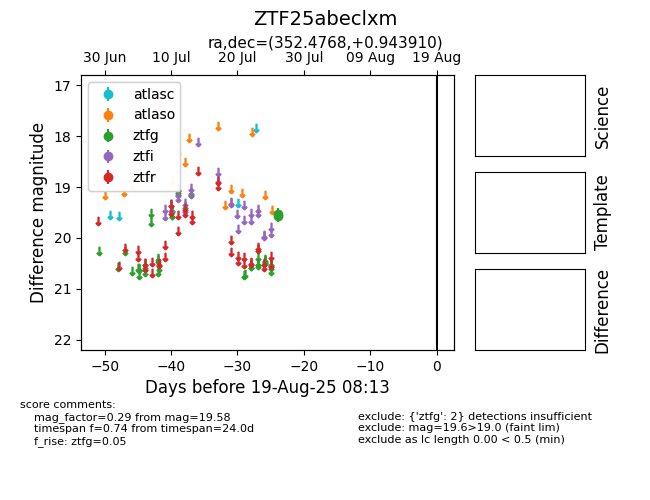 ZTF25abeclxm
ra,dec=(352.4768,+0.943910)
30 Jun 10 Jul 20 Jul 30 Jul 09 Aug 19 Aug
17
18
19
20
21
22
Difference magnitude
atlasc
atlaso
ztfg
ztfi
ztfr
−50 −40 −30 −20 −10 0
Days before 19-Aug-25 08:13
Science
Template
Difference
score comments:
mag_factor=0.29 from mag=19.58
timespan f=0.74 from timespan=24.0d
f_rise: ztfg=0.05
exclude: {'ztfg': 2} detections insufficient
exclude: mag=19.6>19.0 (faint lim)
exclude as lc length 0.00 < 0.5 (min)